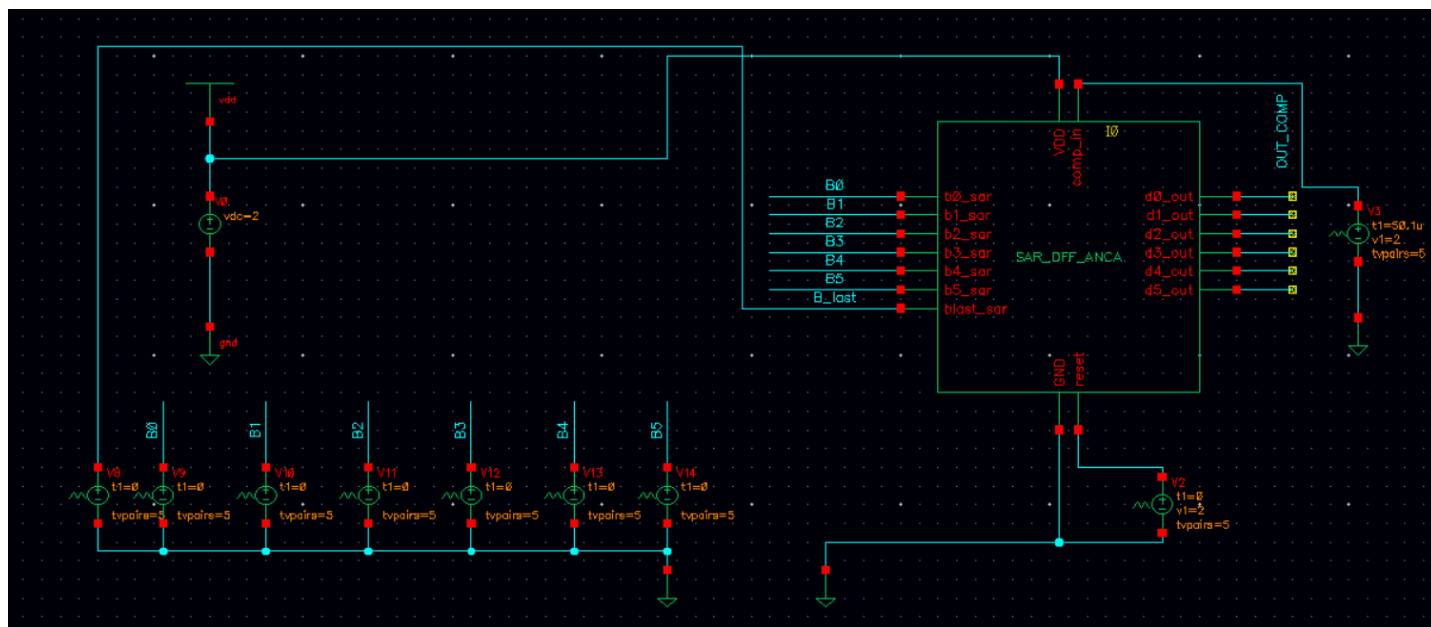 vdd
V0
vdc=2
gnd
I0
VDD
comp_in
OUT_COMP
B0
B1
B2
B3
B4
B5
B_last
b0_sar
b1_sar
b2_sar
b3_sar
b4_sar
b5_sar
blast_sar
SAR_DFF_ANCA
d0_out
d1_out
d2_out
d3_out
d4_out
d5_out
V3
t1=50.1u
v1=2
tvpairs=5
GND
reset
B0
B1
B2
B3
B4
B5
V8
t1=0
tvpairs=5
V9
t1=0
tvpairs=5
V10
t1=0
tvpairs=5
V11
t1=0
tvpairs=5
V12
t1=0
tvpairs=5
V13
t1=0
tvpairs=5
V14
t1=0
tvpairs=5
V2
t1=0
v1=2
tvpairs=5